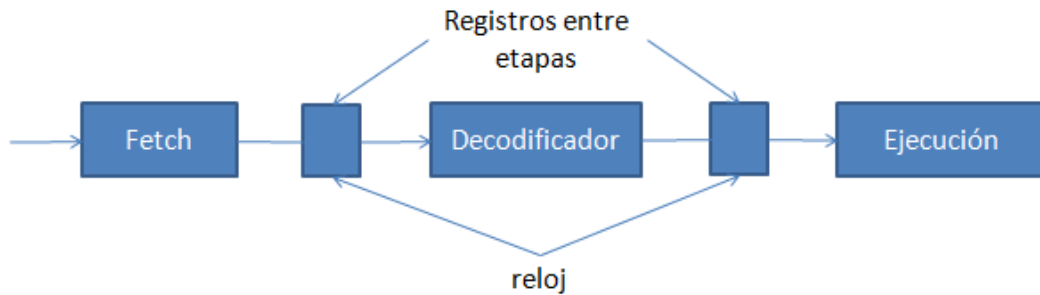 Registros entre
etapas
Fetch
Decodificador
Ejecución
reloj